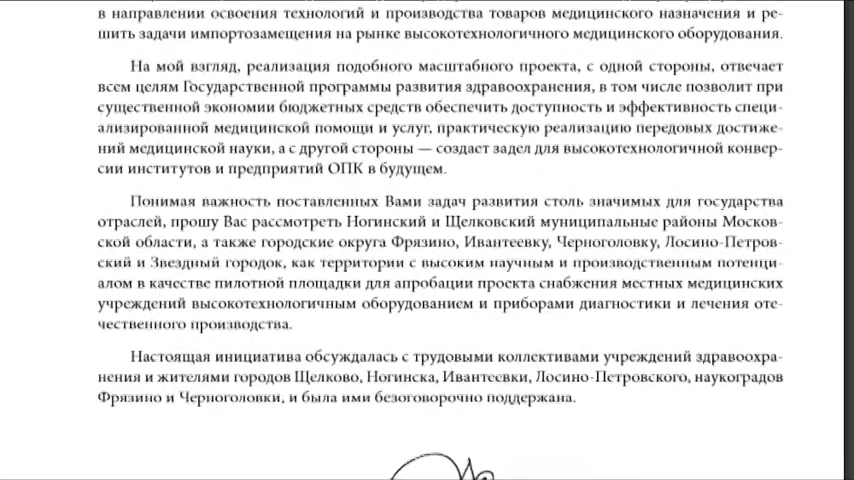 в направлении освоения технологий и производства товаров медицинского назначения и ре-
шить задачи импортозамещения на рынке высокотехнологичного медицинского оборудования.
На мой взгляд, реализация подобного масштабного проекта, с одной стороны, отвечает
всем целям Государственной программы развития здравоохранения, в том числе позволит при
существенной экономии бюджетных средств обеспечить доступность и эффективность специ-
ализированной медицинской помощи и услуг, практическую реализацию передовых достиже-
ний медицинской науки, а с другой стороны — создает задел для высокотехнологичной конвер-
сии институтов и предприятий ОПК в будущем.
Понимая важность поставленных Вами задач развития столь значимых для государства
отраслей, прошу Вас рассмотреть Ногинский и Щелковский муниципальные районы Москов-
ской области, а также городские округа Фрязино, Ивантеевку, Черноголовку, Лосино-Петров-
ский и Звездный городок, как территории с высоким научным и производственным потенци-
алом в качестве пилотной площадки для апробации проекта снабжения местных медицинских
учреждений высокотехнологичным оборудованием и приборами диагностики и лечения оте-
чественного производства.
Настоящая инициатива обсуждалась с трудовыми коллективами учреждений здравоохра-
нения и жителями городов Щелково, Ногинска, Ивантеевки, Лосино-Петровского, наукоградов
Фрязино и Черноголовки, и была ими безоговорочно поддержана.